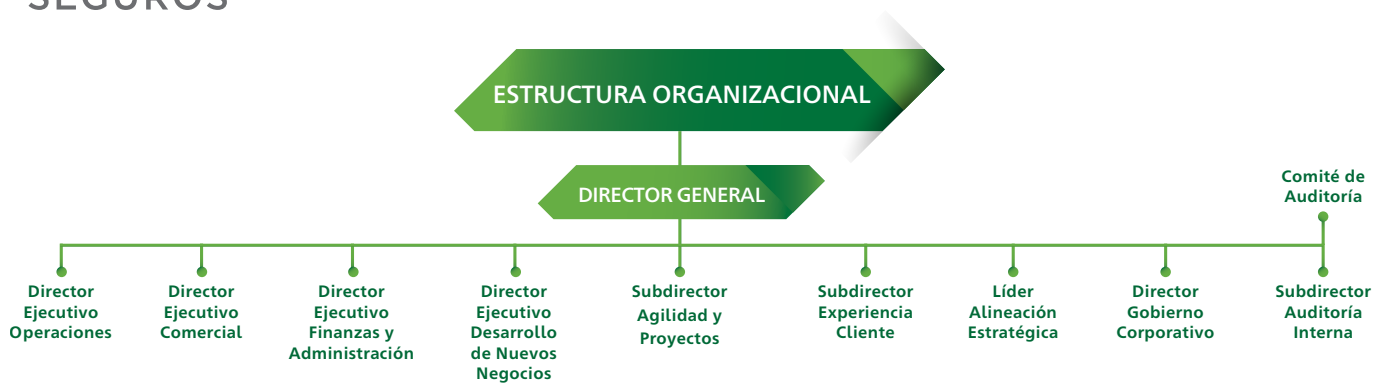 SEGUROS
ESTRUCTURA ORGANIZACIONAL
DIRECTOR GENERAL
Comité de
Auditoría
Director
Ejecutivo
Operaciones
Director
Ejecutivo
Comercial
Director
Ejecutivo
Finanzas y
Administración
Director
Ejecutivo
Desarrollo
de Nuevos
Negocios
Subdirector
Agilidad y
Proyectos
Subdirector
Experiencia
Cliente
Líder
Alineación
Estratégica
Director
Gobierno
Corporativo
Subdirector
Auditoría
Interna